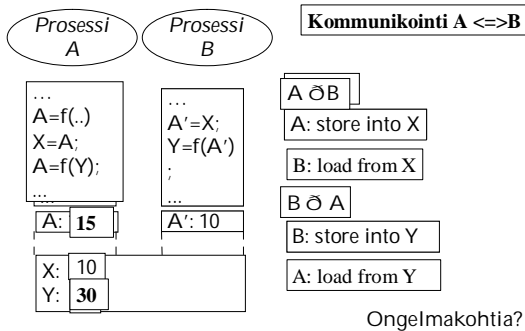 Prosessi
A
Prosessi
B
Kommunikointi A <=>B
...
A=f(..)
X=A;
A=f(Y);
...
A: 15
...
A'=X;
Y=f(A')
;
...
A': 10
X: 10
Y: 30
A ðB
A: store into X
B: load from X
B ð A
B: store into Y
A: load from Y
Ongelmakohtia?